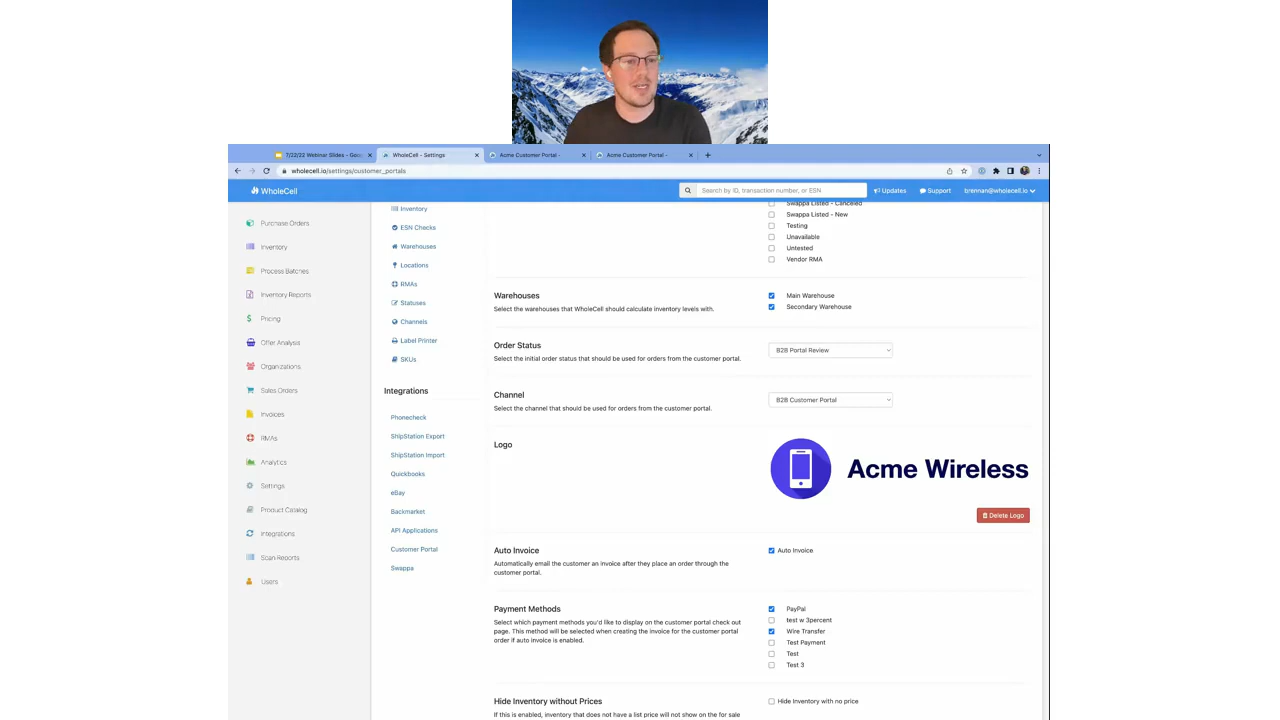 7/22/22 Webinar Slides - Goo
WholeCell - Settings
Acme Customer Portal -
Acme Customer Portal -
wholecell.io/settings/customer_portals
WholeCell
Search by ID, transaction number, or ESN
Updates
Support
brennan@wholecell.io
Purchase Orders
Inventory
Process Batches
Inventory Reports
Pricing
Offer Analysis
Organizations
Sales Orders
Invoices
RMAs
Analytics
Settings
Product Catalog
Integrations
Scan-Reports
Users
Inventory
ESN Checks
Warehouses
Locations
RMAs
Statuses
Channels
Label Printer
SKUs
Integrations
Phonecheck
ShipStation Export
ShipStation Import
Quickbooks
eBay
Backmarket
API Applications
Customer Portal
Swappa
Swappa Listed - Canceled
Swappa Listed - New
Testing
Unavailable
Untested
Vendor RMA
Warehouses
Select the warehouses that WholeCell should calculate inventory levels with.
Main Warehouse
Secondary Warehouse
Order Status
Select the initial order status that should be used for orders from the customer portal.
B2B Portal Review
Channel
Select the channel that should be used for orders from the customer portal.
B2B Customer Portal
Logo
Acme Wireless
Delete Logo
Auto Invoice
Automatically email the customer an invoice after they place an order through the
customer portal.
Auto Invoice
Payment Methods
Select which payment methods you'd like to display on the customer portal check out
page. This method will be selected when creating the invoice for the customer portal
order if auto invoice is enabled.
PayPal
test w 3percent
Wire Transfer
Test Payment
Test
Test 3
Hide Inventory without Prices
If this is enabled, inventory that does not have a list price will not show on the for sale
Hide Inventory with no price